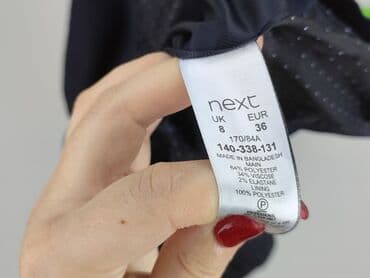 next
UK EUR
8 36
170/84A
140-338-131
MADE IN BANGLADESH
MAIN
64% POLYESTER
34% VISCOSE
2% ELASTANE
LINING
100% POLYESTER
P